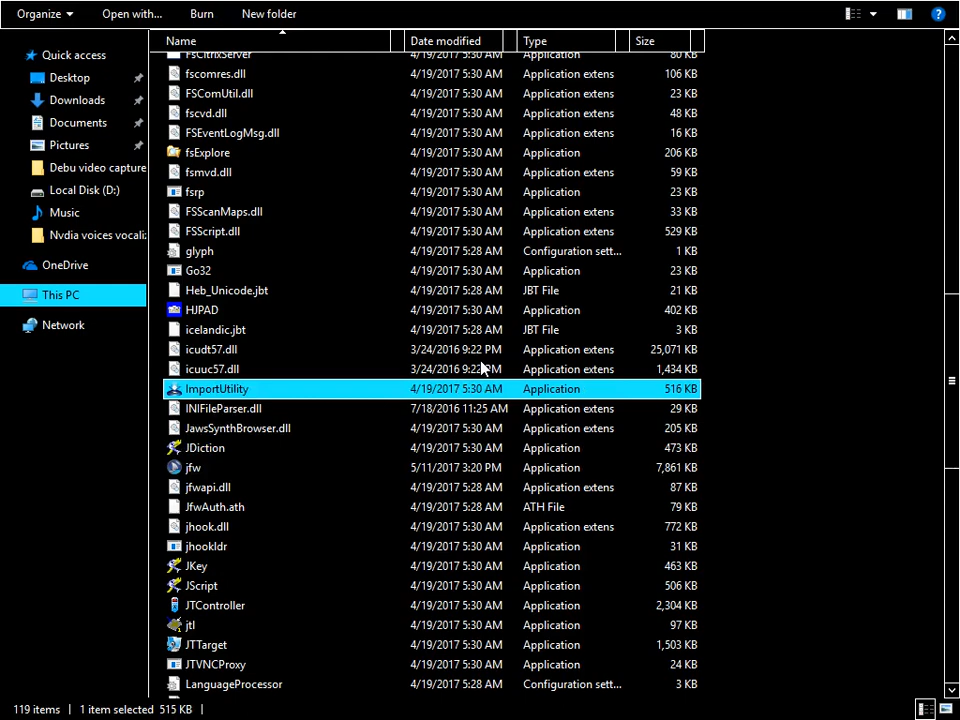 Organize Open with... Burn New folder
Name Date modified Type Size
Quick access
Desktop
Downloads
Documents
Pictures
Debu video capture
Local Disk (D:)
Music
Nvdia voices vocali
OneDrive
This PC
Network
FsCitrixServer 4/19/2017 5:30 AM Application 80 KB
fscomres.dll 4/19/2017 5:30 AM Application extens 106 KB
FSComUtil.dll 4/19/2017 5:30 AM Application extens 23 KB
fscvd.dll 4/19/2017 5:30 AM Application extens 48 KB
FSEventLogMsg.dll 4/19/2017 5:30 AM Application extens 16 KB
fsExplore 4/19/2017 5:30 AM Application 206 KB
fsmvd.dll 4/19/2017 5:30 AM Application extens 59 KB
fsrp 4/19/2017 5:30 AM Application 23 KB
FSScanMaps.dll 4/19/2017 5:30 AM Application extens 33 KB
FSScript.dll 4/19/2017 5:30 AM Application extens 529 KB
glyph 4/19/2017 5:28 AM Configuration sett... 1 KB
Go32 4/19/2017 5:30 AM Application 23 KB
Heb_Unicode.jbt 4/19/2017 5:28 AM JBT File 21 KB
HJPAD 4/19/2017 5:30 AM Application 402 KB
icelandic.jbt 4/19/2017 5:28 AM JBT File 3 KB
icudt57.dll 3/24/2016 9:22 PM Application extens 25,071 KB
icuuc57.dll 3/24/2016 9:22 PM Application extens 1,434 KB
ImportUtility 4/19/2017 5:30 AM Application 516 KB
INIFileParser.dll 7/18/2016 11:25 AM Application extens 29 KB
JawsSynthBrowser.dll 4/19/2017 5:30 AM Application extens 205 KB
JDiction 4/19/2017 5:30 AM Application 473 KB
jfw 5/11/2017 3:20 PM Application 7,861 KB
jfwapi.dll 4/19/2017 5:28 AM Application extens 87 KB
JfwAuth.ath 4/19/2017 5:28 AM ATH File 79 KB
jhook.dll 4/19/2017 5:30 AM Application extens 772 KB
jhookldr 4/19/2017 5:30 AM Application 31 KB
JKey 4/19/2017 5:30 AM Application 463 KB
JScript 4/19/2017 5:30 AM Application 506 KB
JTController 4/19/2017 5:30 AM Application 2,304 KB
jtl 4/19/2017 5:30 AM Application 97 KB
JTTarget 4/19/2017 5:30 AM Application 1,503 KB
JTVNCProxy 4/19/2017 5:30 AM Application 24 KB
LanguageProcessor 4/19/2017 5:28 AM Configuration sett... 3 KB
119 items | 1 item selected 515 KB |